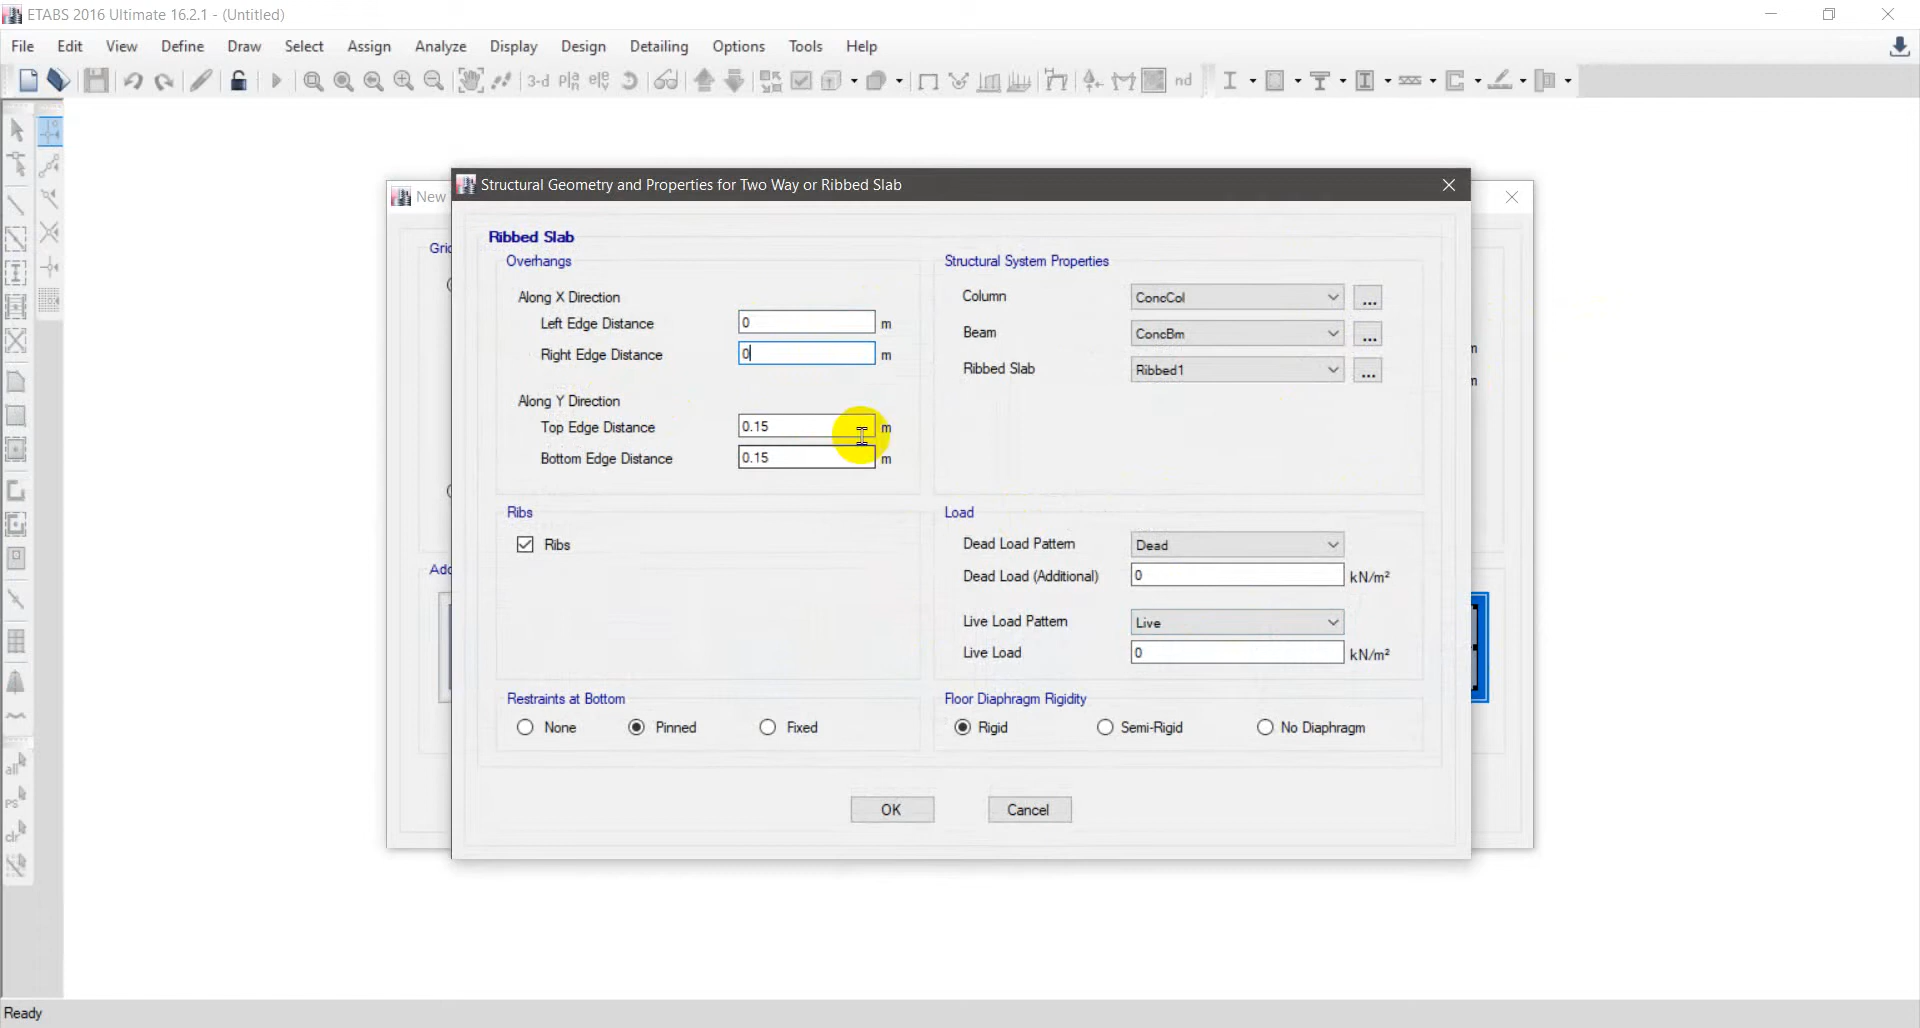 ETABS 2016 Ultimate 16.2.1 - (Untitled)
File Edit View Define Draw Select Assign Analyze Display Design Detailing Options Tools Help
3-d nd
New
Structural Geometry and Properties for Two Way or Ribbed Slab
Ribbed Slab
Overhangs
Along X Direction
Left Edge Distance 0 m
Right Edge Distance 0 m
Along Y Direction
Top Edge Distance 0.15 m
Bottom Edge Distance 0.15 m
Structural System Properties
Column ConcCol ...
Beam ConcBm ...
Ribbed Slab Ribbed1 ...
Ribs
Ribs
Load
Dead Load Pattern Dead
Dead Load (Additional) 0 kN/m²
Live Load Pattern Live
Live Load 0 kN/m²
Restraints at Bottom
None Pinned Fixed
Floor Diaphragm Rigidity
Rigid Semi-Rigid No Diaphragm
OK Cancel
all
ps
clr
Ready